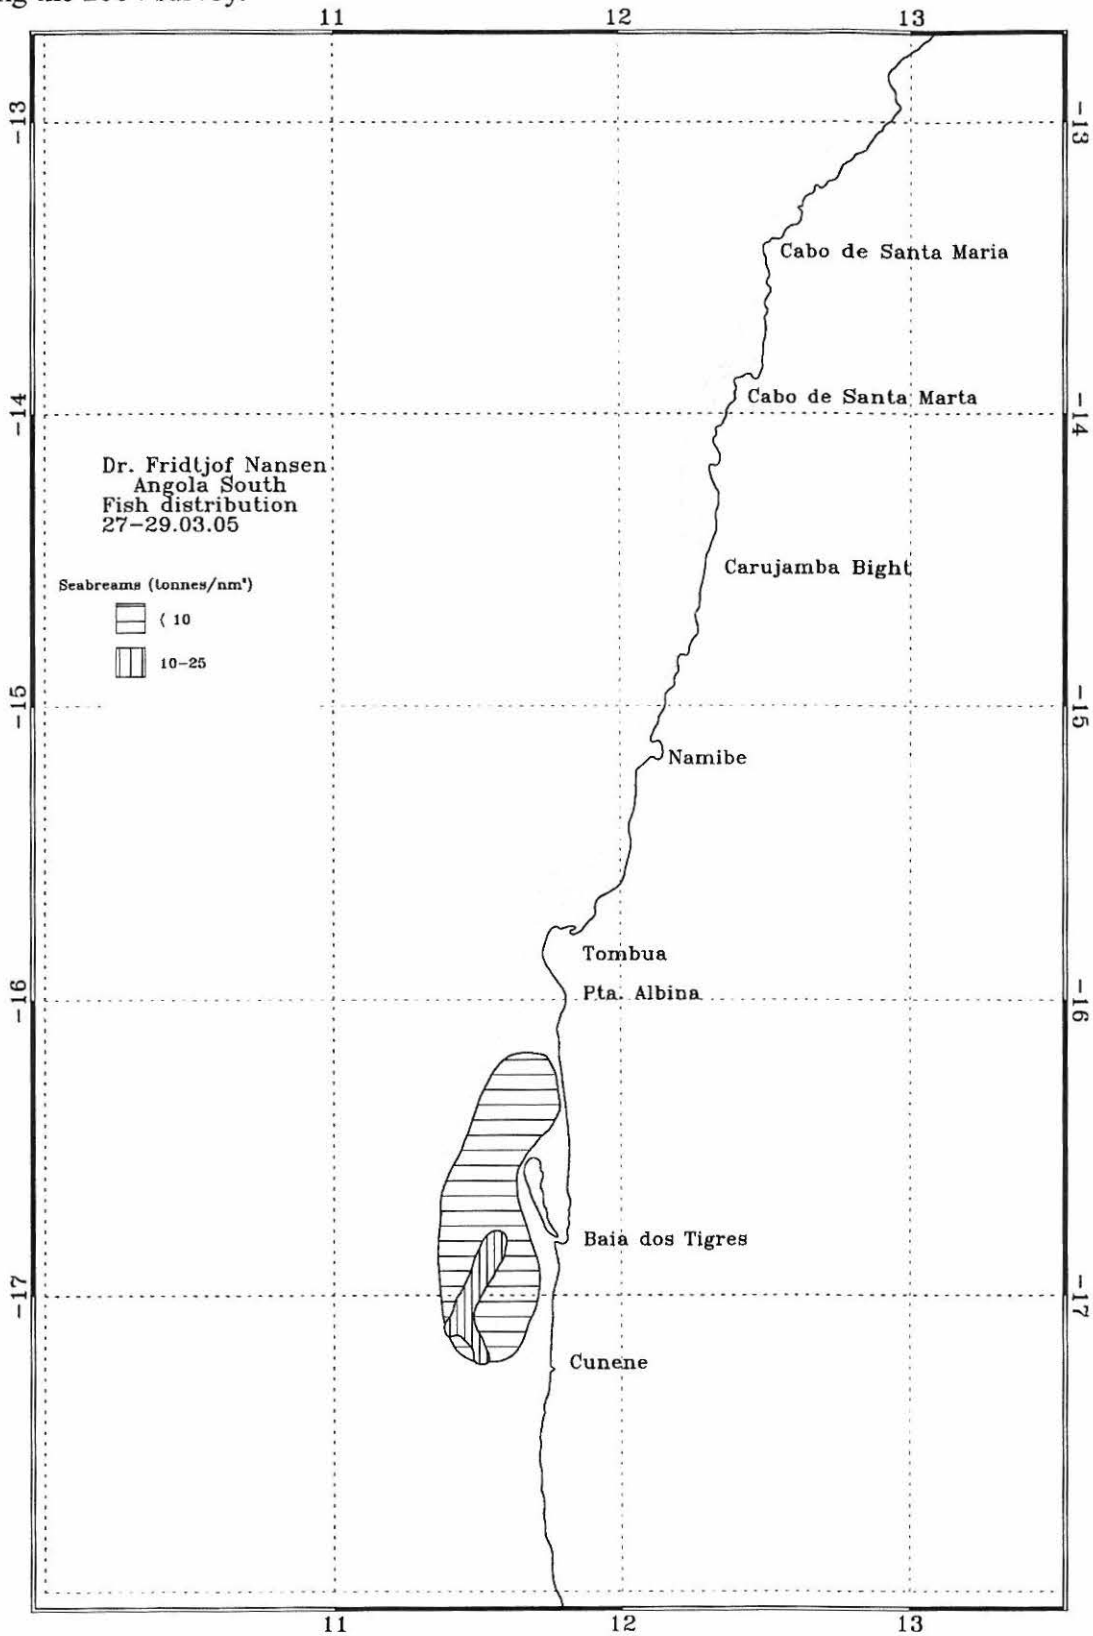 ng the 2004 survey.
11 12 13
-13 -13
Cabo de Santa Maria
Cabo de Santa Marta
-14 -14
Dr. Fridtjof Nansen
Angola South
Fish distribution
27-29.03.05
Carujamba Bight
Seabreams (tonnes/nm²)
< 10
10-25
-15 -15
Namibe
Tombua
Pta. Albina
-16 -16
Baia dos Tigres
-17 -17
Cunene
11 12 13